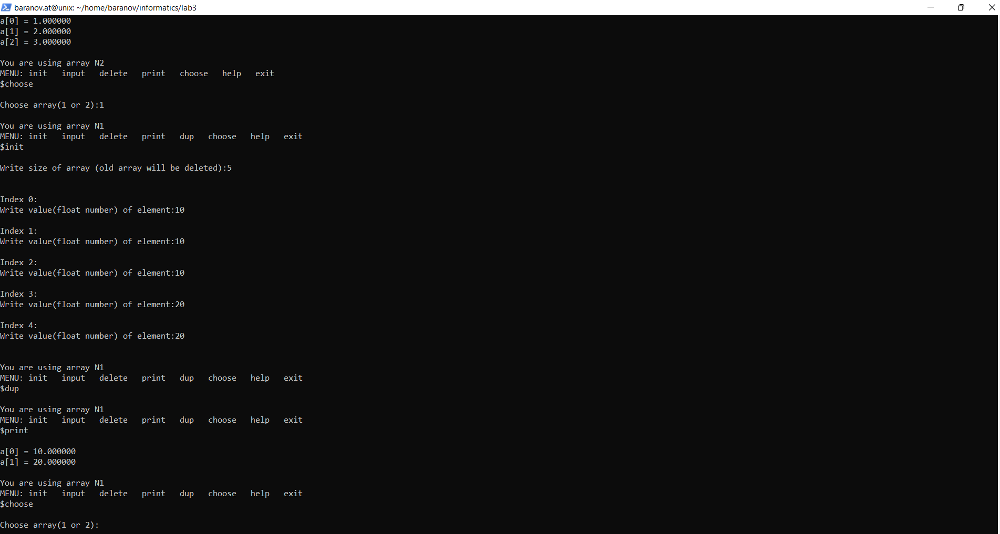 baranov.at@unix: ~/home/baranov/informatics/lab3
a[0] = 1.000000
a[1] = 2.000000
a[2] = 3.000000
You are using array N2
MENU: init   input   delete   print   choose   help   exit
$choose
Choose array(1 or 2):1
You are using array N1
MENU: init   input   delete   print   dup   choose   help   exit
$init
Write size of array (old array will be deleted):5
Index 0:
Write value(float number) of element:10
Index 1:
Write value(float number) of element:10
Index 2:
Write value(float number) of element:10
Index 3:
Write value(float number) of element:20
Index 4:
Write value(float number) of element:20
You are using array N1
MENU: init   input   delete   print   dup   choose   help   exit
$dup
You are using array N1
MENU: init   input   delete   print   dup   choose   help   exit
$print
a[0] = 10.000000
a[1] = 20.000000
You are using array N1
MENU: init   input   delete   print   dup   choose   help   exit
$choose
Choose array(1 or 2):